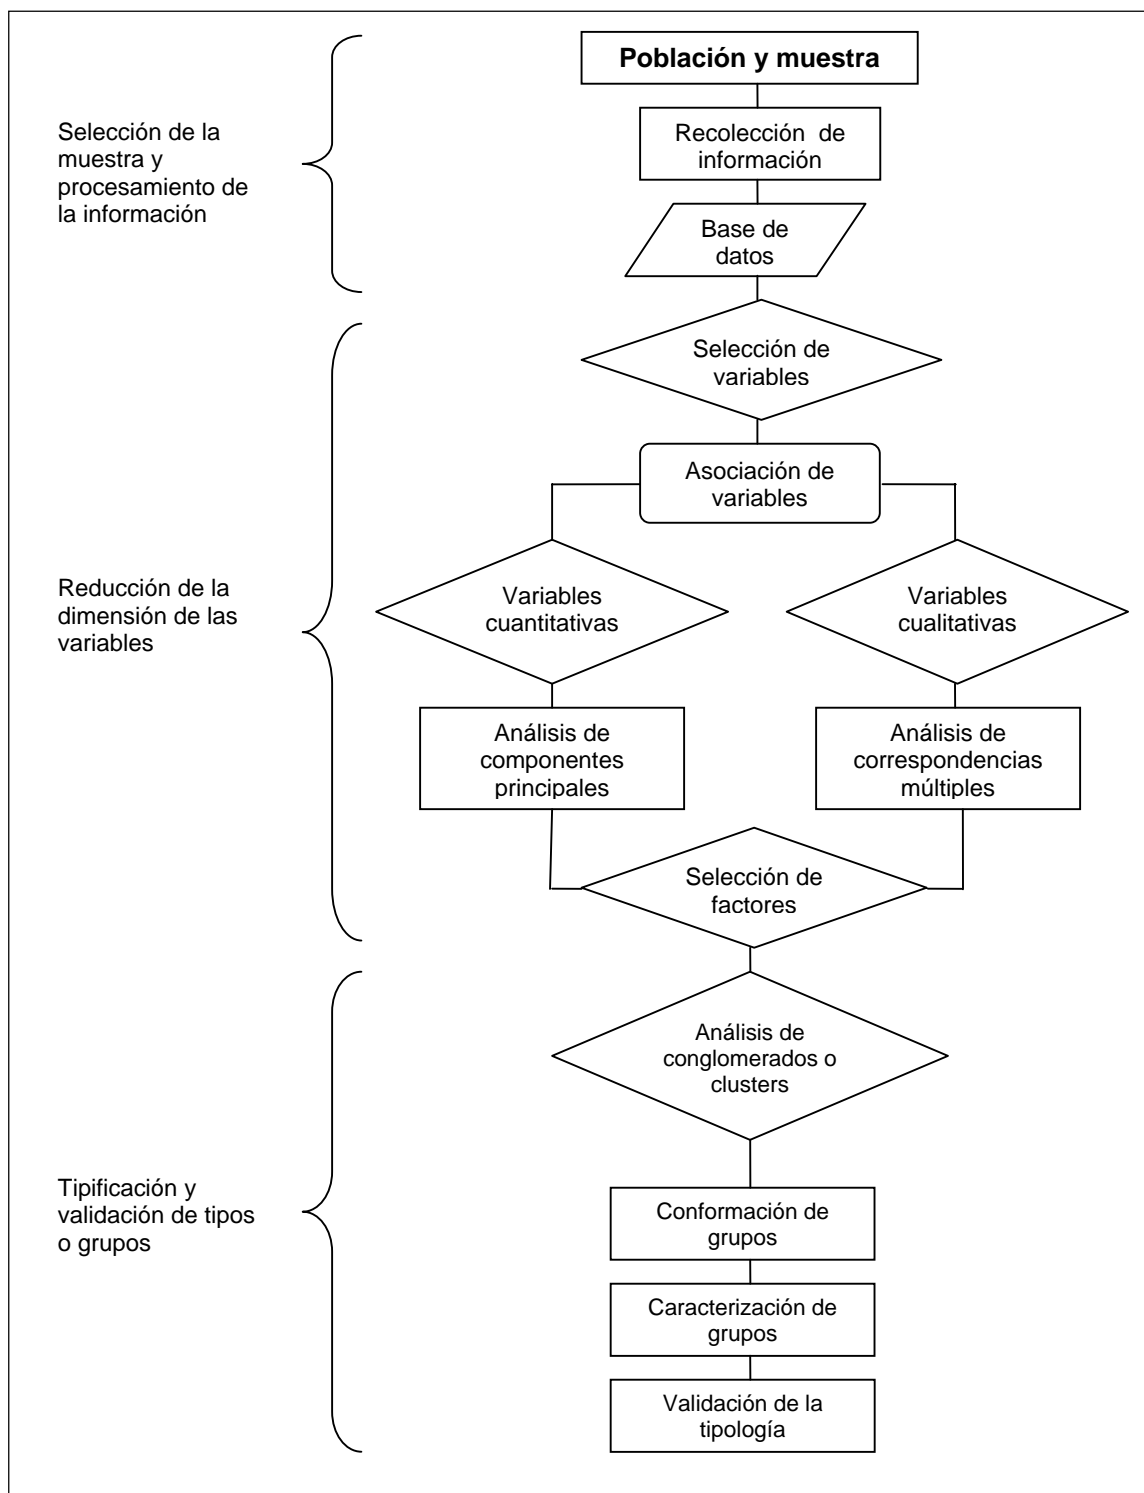 Población y muestra
Selección de la
muestra y
procesamiento de
la información
Recolección de
información
Base de
datos
Selección de
variables
Asociación de
variables
Reducción de la
dimensión de las
variables
Variables
cuantitativas
Variables
cualitativas
Análisis de
componentes
principales
Análisis de
correspondencias
múltiples
Selección de
factores
Análisis de
conglomerados o
clusters
Tipificación y
validación de tipos
o grupos
Conformación de
grupos
Caracterización de
grupos
Validación de la
tipología